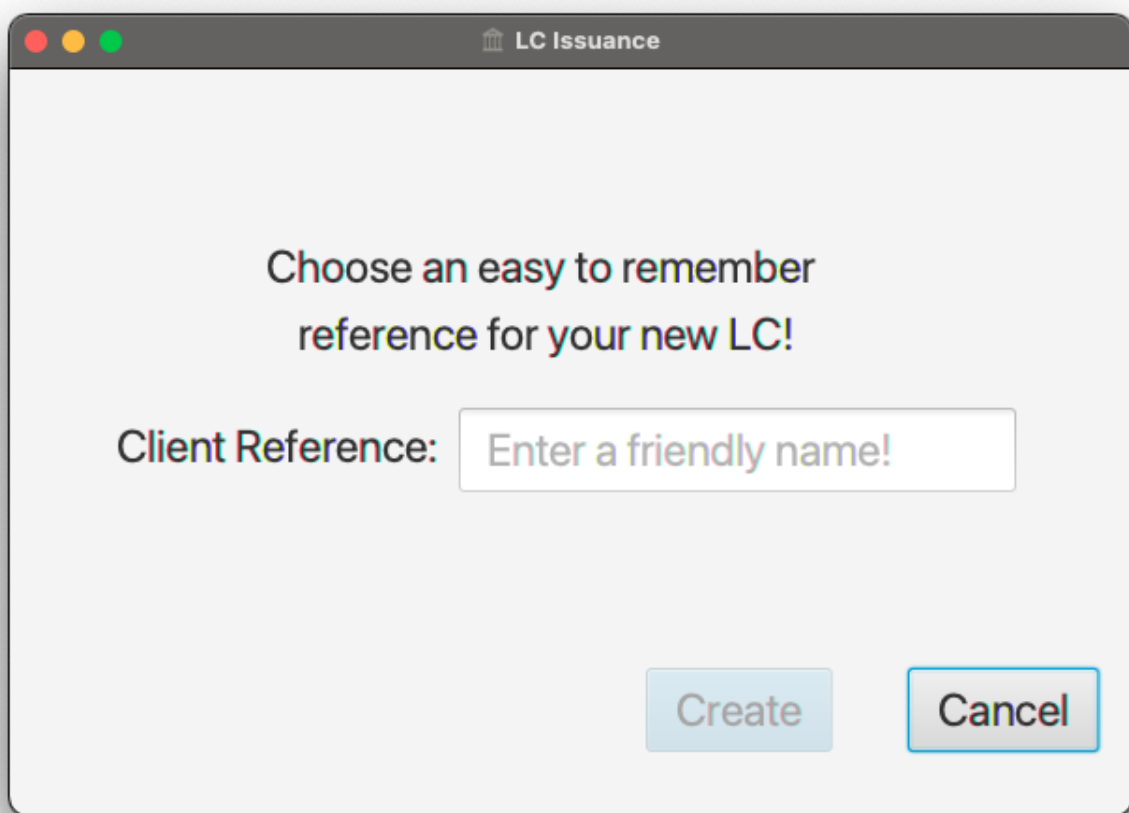 LC Issuance
Choose an easy to remember
reference for your new LC!
Client Reference: Enter a friendly name!
Create Cancel